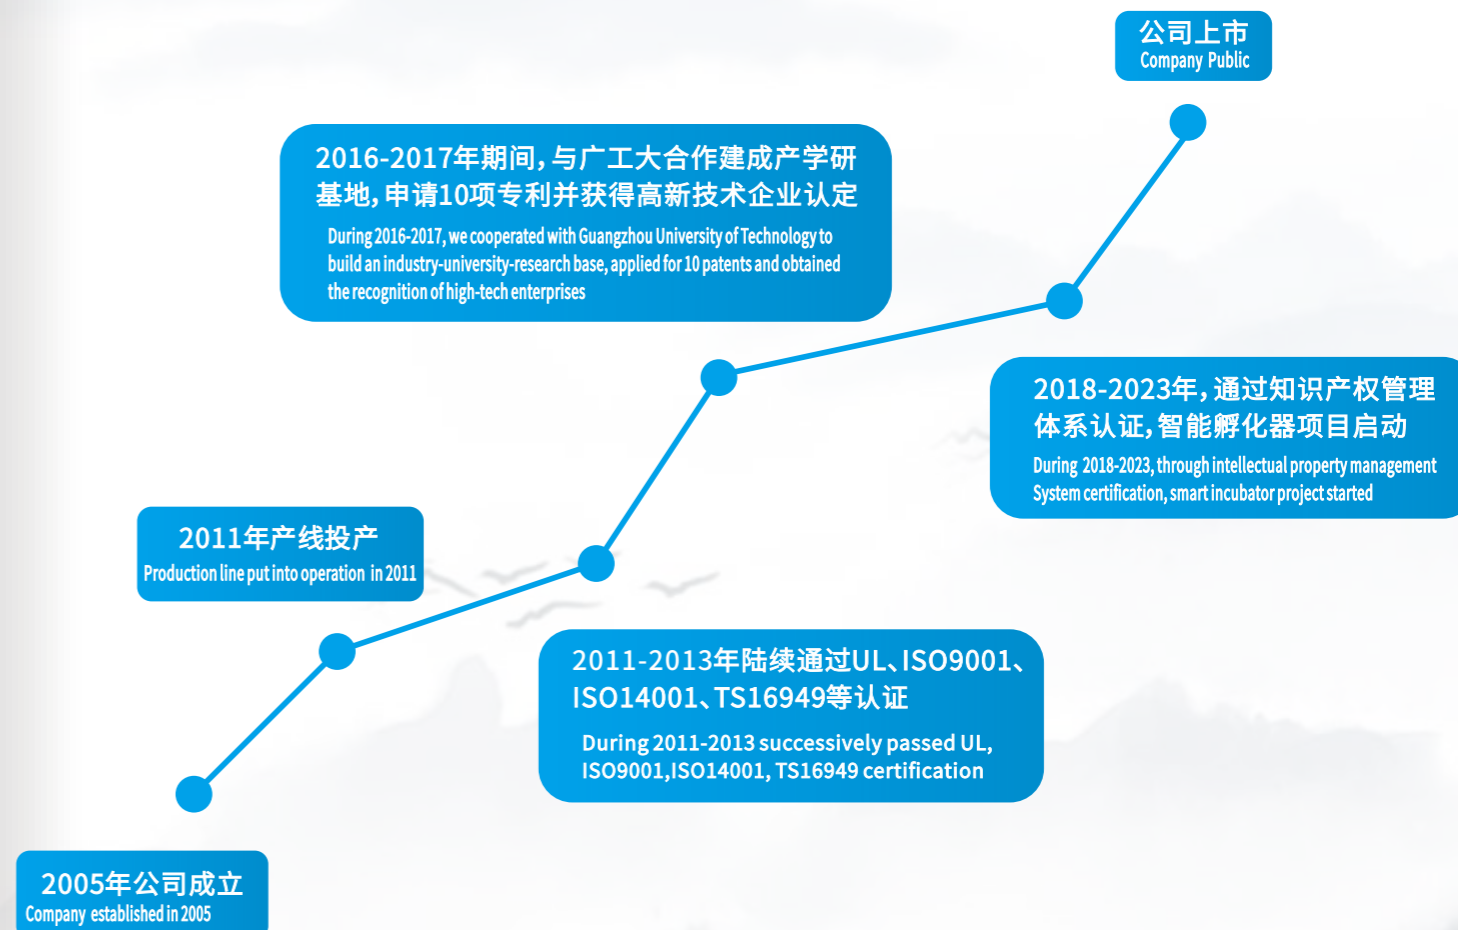 公司上市
Company Public
2016-2017年期间，与广工大合作建成产学研
基地，申请10项专利并获得高新技术企业认定
During 2016-2017, we cooperated with Guangzhou University of Technology to
build an industry-university-research base, applied for 10 patents and obtained
the recognition of high-tech enterprises
2018-2023年，通过知识产权管理
体系认证，智能孵化器项目启动
During 2018-2023, through intellectual property management
System certification, smart incubator project started
2011年产线投产
Production line put into operation in 2011
2011-2013年陆续通过UL、ISO9001、
ISO14001、TS16949等认证
During 2011-2013 successively passed UL,
ISO9001,ISO14001, TS16949 certification
2005年公司成立
Company established in 2005